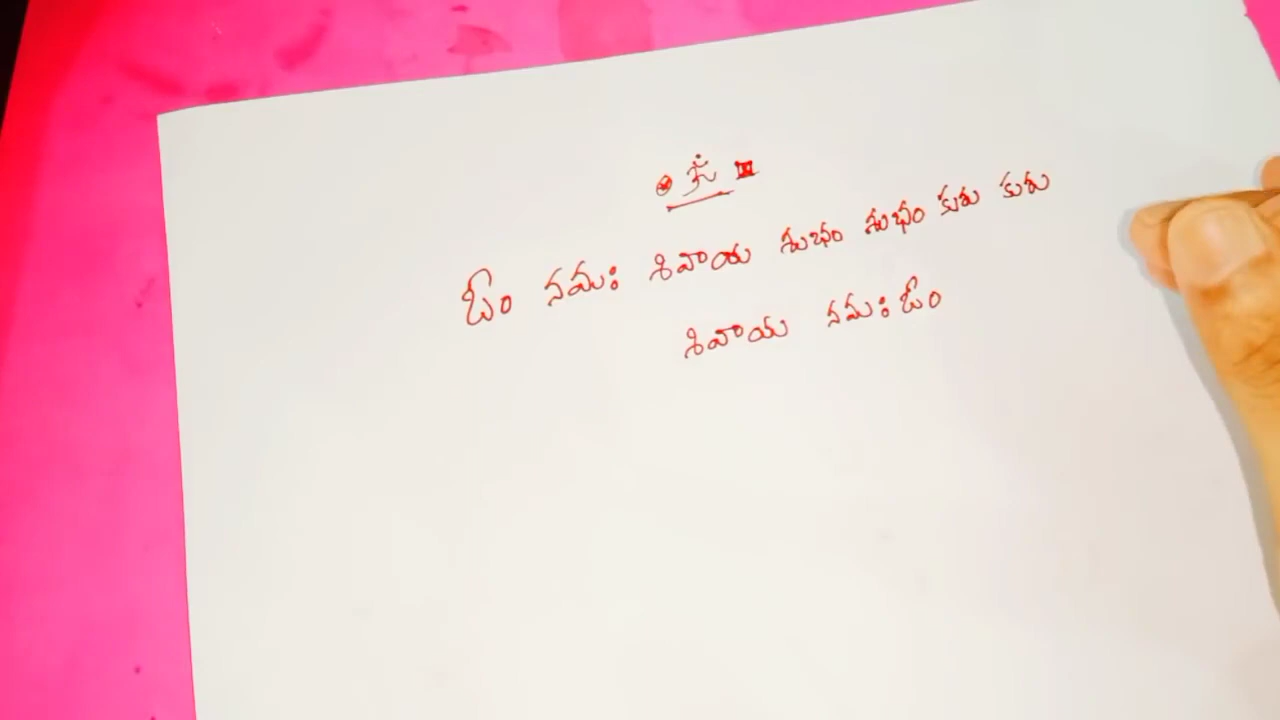 ఓం నమః శివాయ శుభం శుభం కురు కురు
శివాయ నమః ఓం